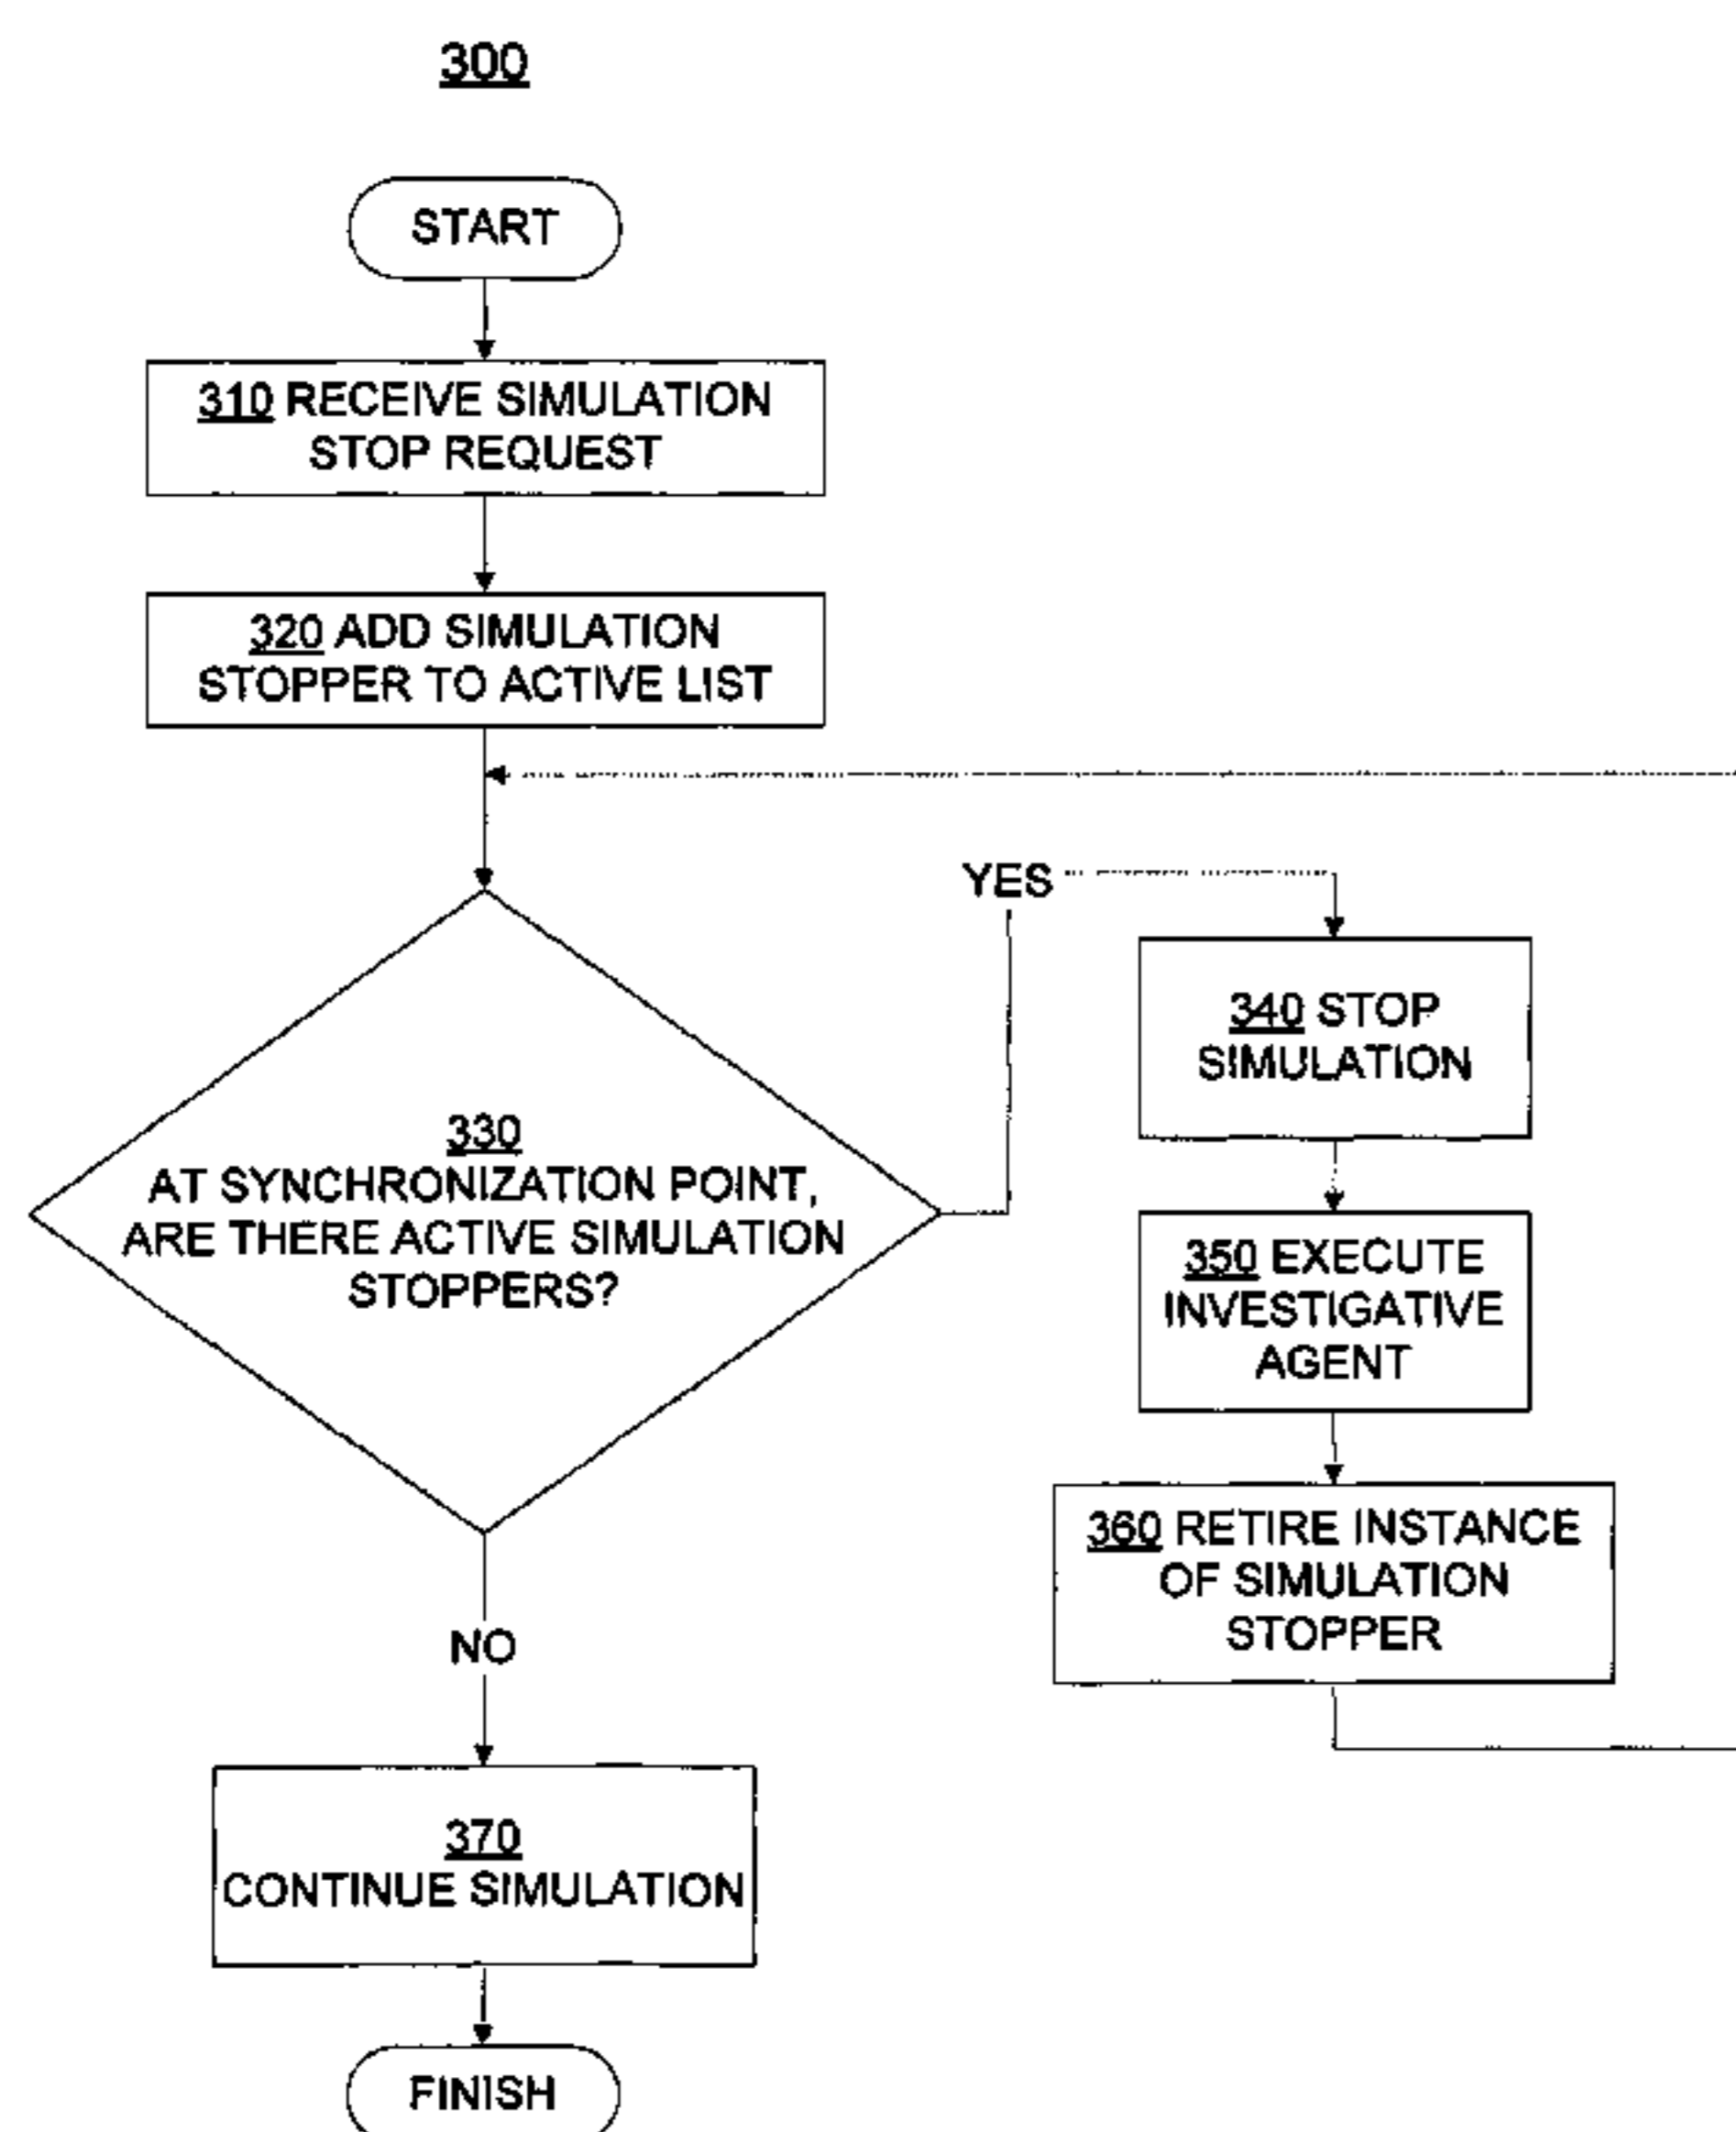 300
START
310 RECEIVE SIMULATION
STOP REQUEST
320 ADD SIMULATION
STOPPER TO ACTIVE LIST
330
AT SYNCHRONIZATION POINT,
ARE THERE ACTIVE SIMULATION
STOPPERS?
YES
340 STOP
SIMULATION
350 EXECUTE
INVESTIGATIVE
AGENT
360 RETIRE INSTANCE
OF SIMULATION
STOPPER
NO
370
CONTINUE SIMULATION
FINISH